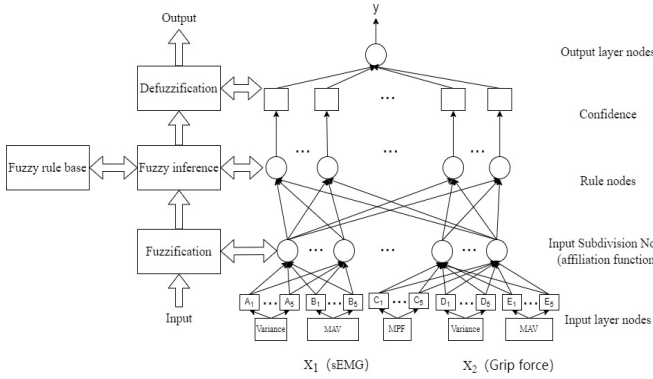 y
Output
Output layer nodes
Defuzzification
...
Confidence
... ... ...
Fuzzy rule base
Fuzzy inference
Rule nodes
Fuzzification
... ... ...
Input Subdivision No
(affiliation function
A1 ... A5 B1 ... B5 C1 ... C5 D1 ... D5 E1 ... E5
Input
Variance MAV MPF Variance MAV
Input layer nodes
X1 (sEMG) X2 (Grip force)